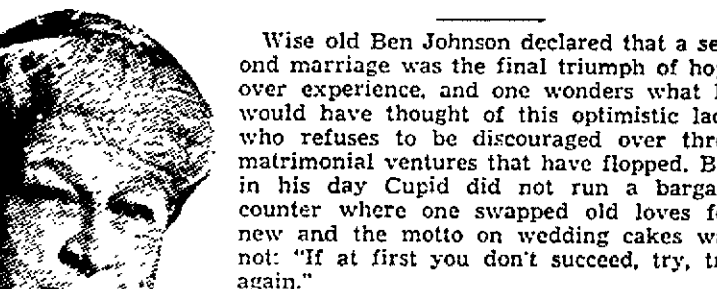 Wise old Ben Johnson declared that a se
ond marriage was the final triumph of ho
over experience, and one wonders what
would have thought of this optimistic la
who refuses to be discouraged over thr
matrimonial ventures that have flopped. B
in his day Cupid did not run a barga
counter where one swapped old loves f
new and the motto on wedding cakes w
not: "If at first you don't succeed, try, tr
again."